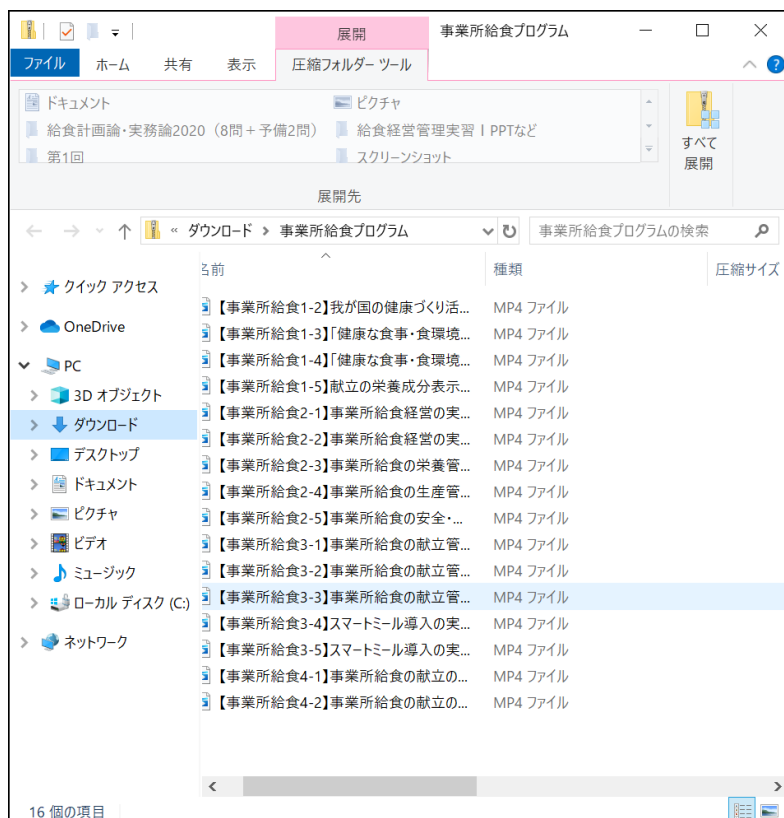 展開
事業所給食プログラム
ファイル
ホーム
共有
表示
圧縮フォルダー ツール
ドキュメント
ピクチャ
給食計画論・実務論2020（8問＋予備2問）
給食経営管理実習Ⅰ PPTなど
第1回
スクリーンショット
すべて
展開
展開先
« ダウンロード › 事業所給食プログラム
事業所給食プログラムの検索
名前
種類
圧縮サイズ
クイック アクセス
OneDrive
PC
3D オブジェクト
ダウンロード
デスクトップ
ドキュメント
ピクチャ
ビデオ
ミュージック
ローカル ディスク (C:)
ネットワーク
【事業所給食1-2】我が国の健康づくり活... MP4 ファイル
【事業所給食1-3】「健康な食事・食環境... MP4 ファイル
【事業所給食1-4】「健康な食事・食環境... MP4 ファイル
【事業所給食1-5】献立の栄養成分表示... MP4 ファイル
【事業所給食2-1】事業所給食経営の実... MP4 ファイル
【事業所給食2-2】事業所給食経営の実... MP4 ファイル
【事業所給食2-3】事業所給食の栄養管... MP4 ファイル
【事業所給食2-4】事業所給食の生産管... MP4 ファイル
【事業所給食2-5】事業所給食の安全・... MP4 ファイル
【事業所給食3-1】事業所給食の献立管... MP4 ファイル
【事業所給食3-2】事業所給食の献立管... MP4 ファイル
【事業所給食3-3】事業所給食の献立管... MP4 ファイル
【事業所給食3-4】スマートミール導入の実... MP4 ファイル
【事業所給食3-5】スマートミール導入の実... MP4 ファイル
【事業所給食4-1】事業所給食の献立の... MP4 ファイル
【事業所給食4-2】事業所給食の献立の... MP4 ファイル
16 個の項目